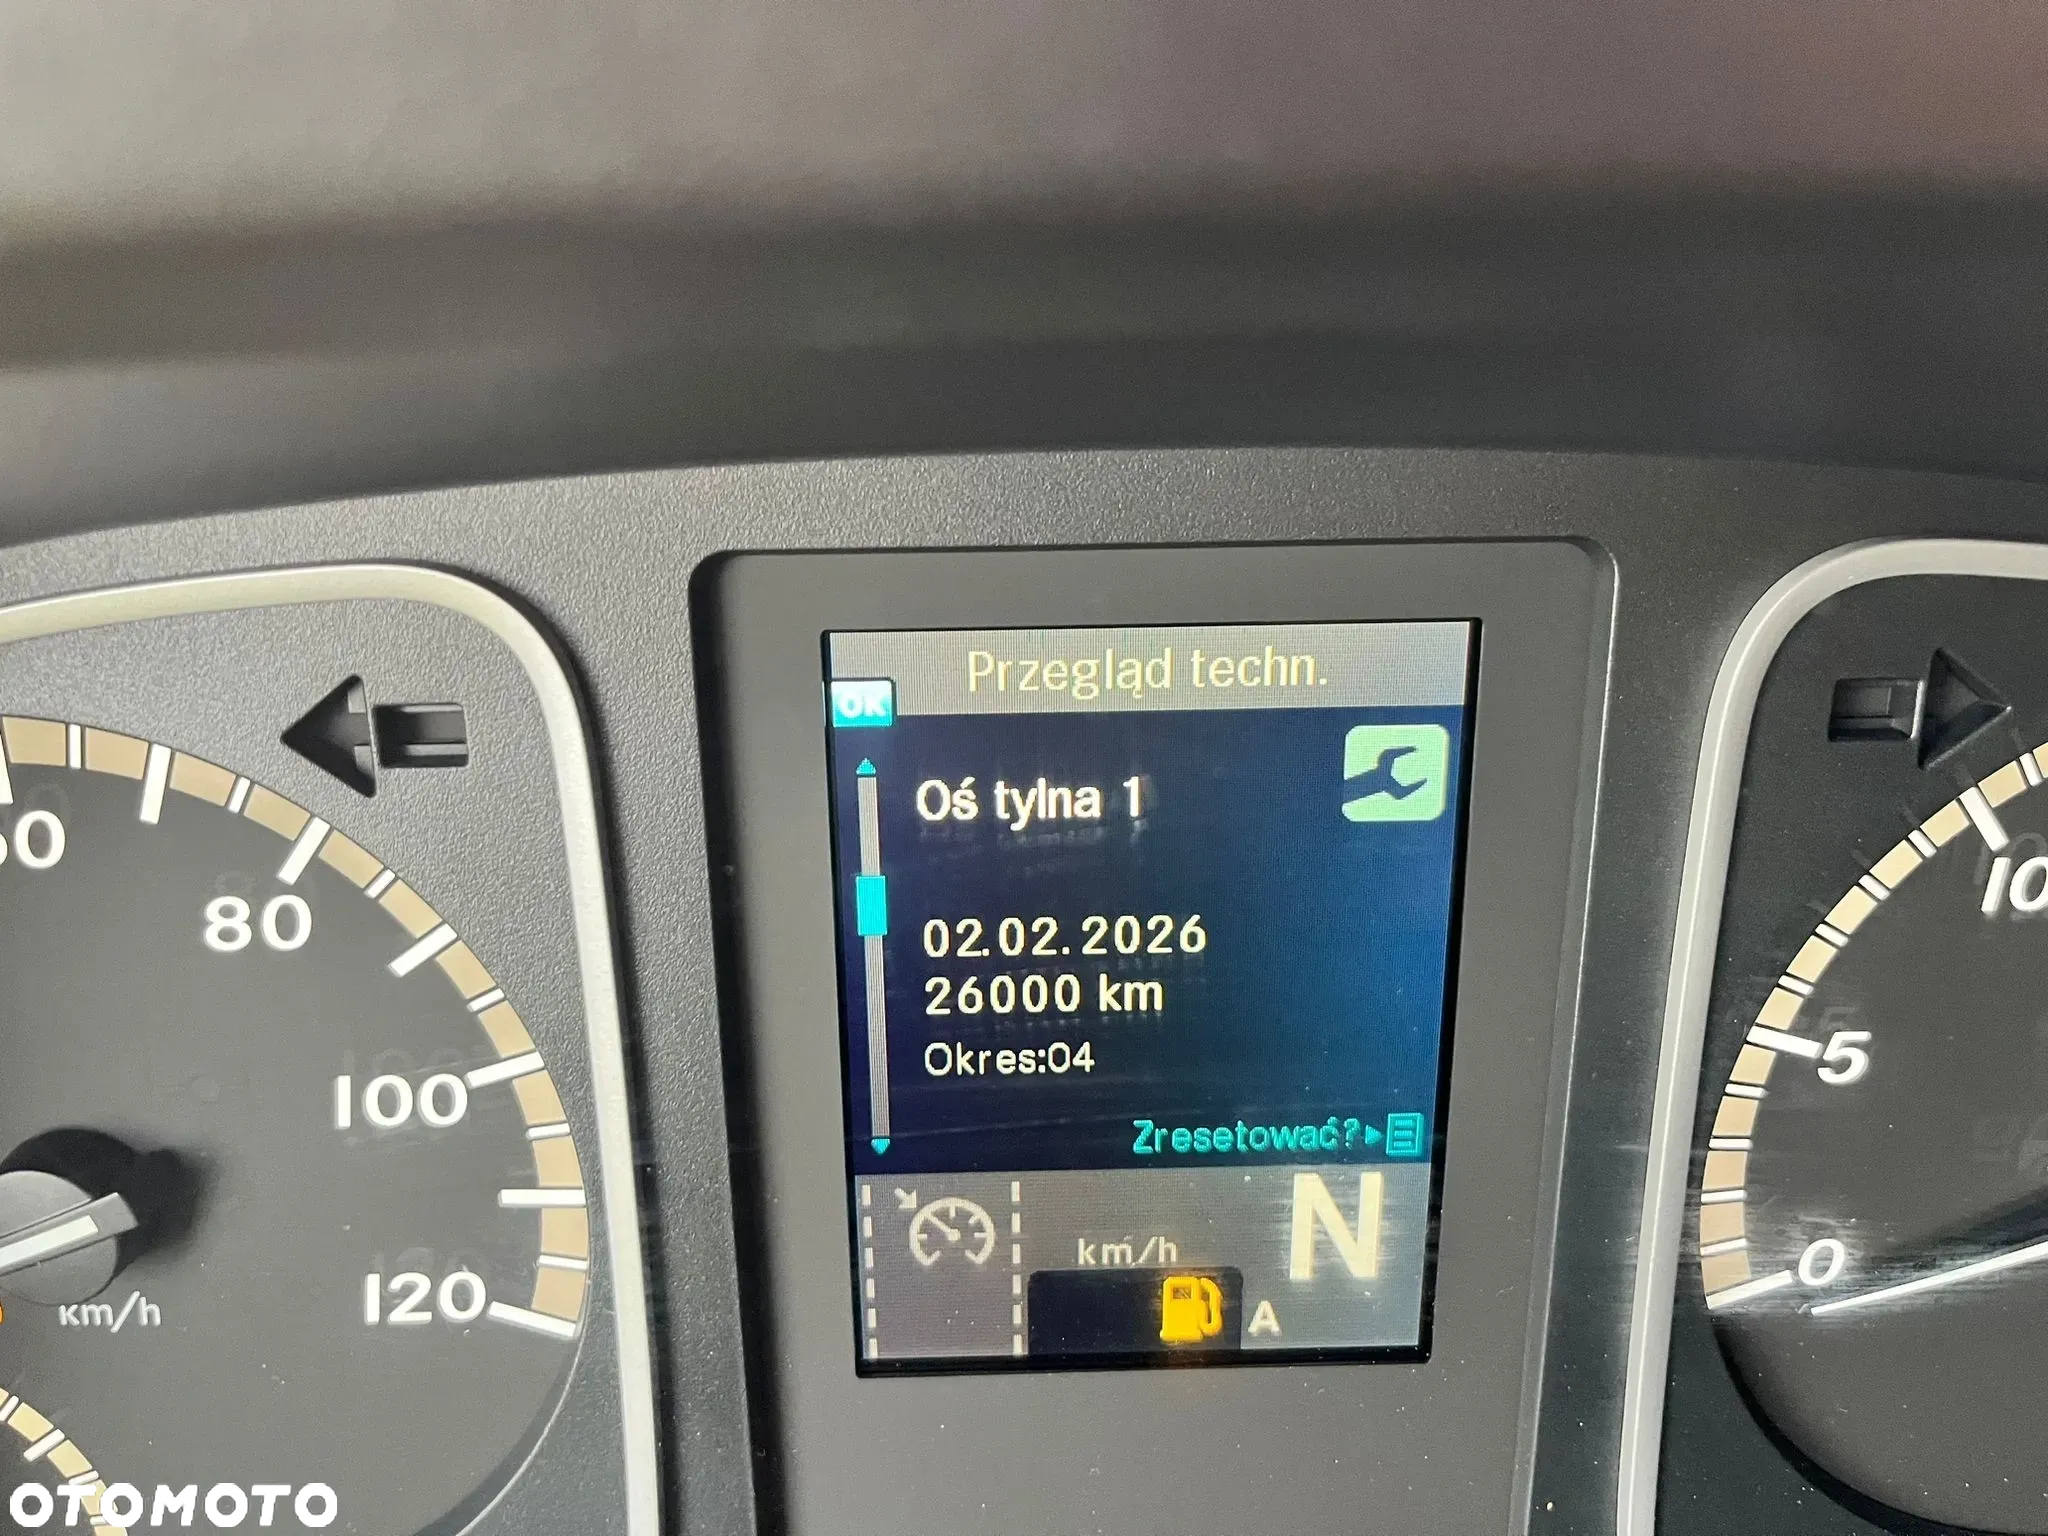 Przegląd techn.
OK
Oś tylna 1
02.02.2026
26000 km
Okres:04
Zresetować?
km/h
N
A
80
100
120
km/h
10
5
0
OTOMOTO